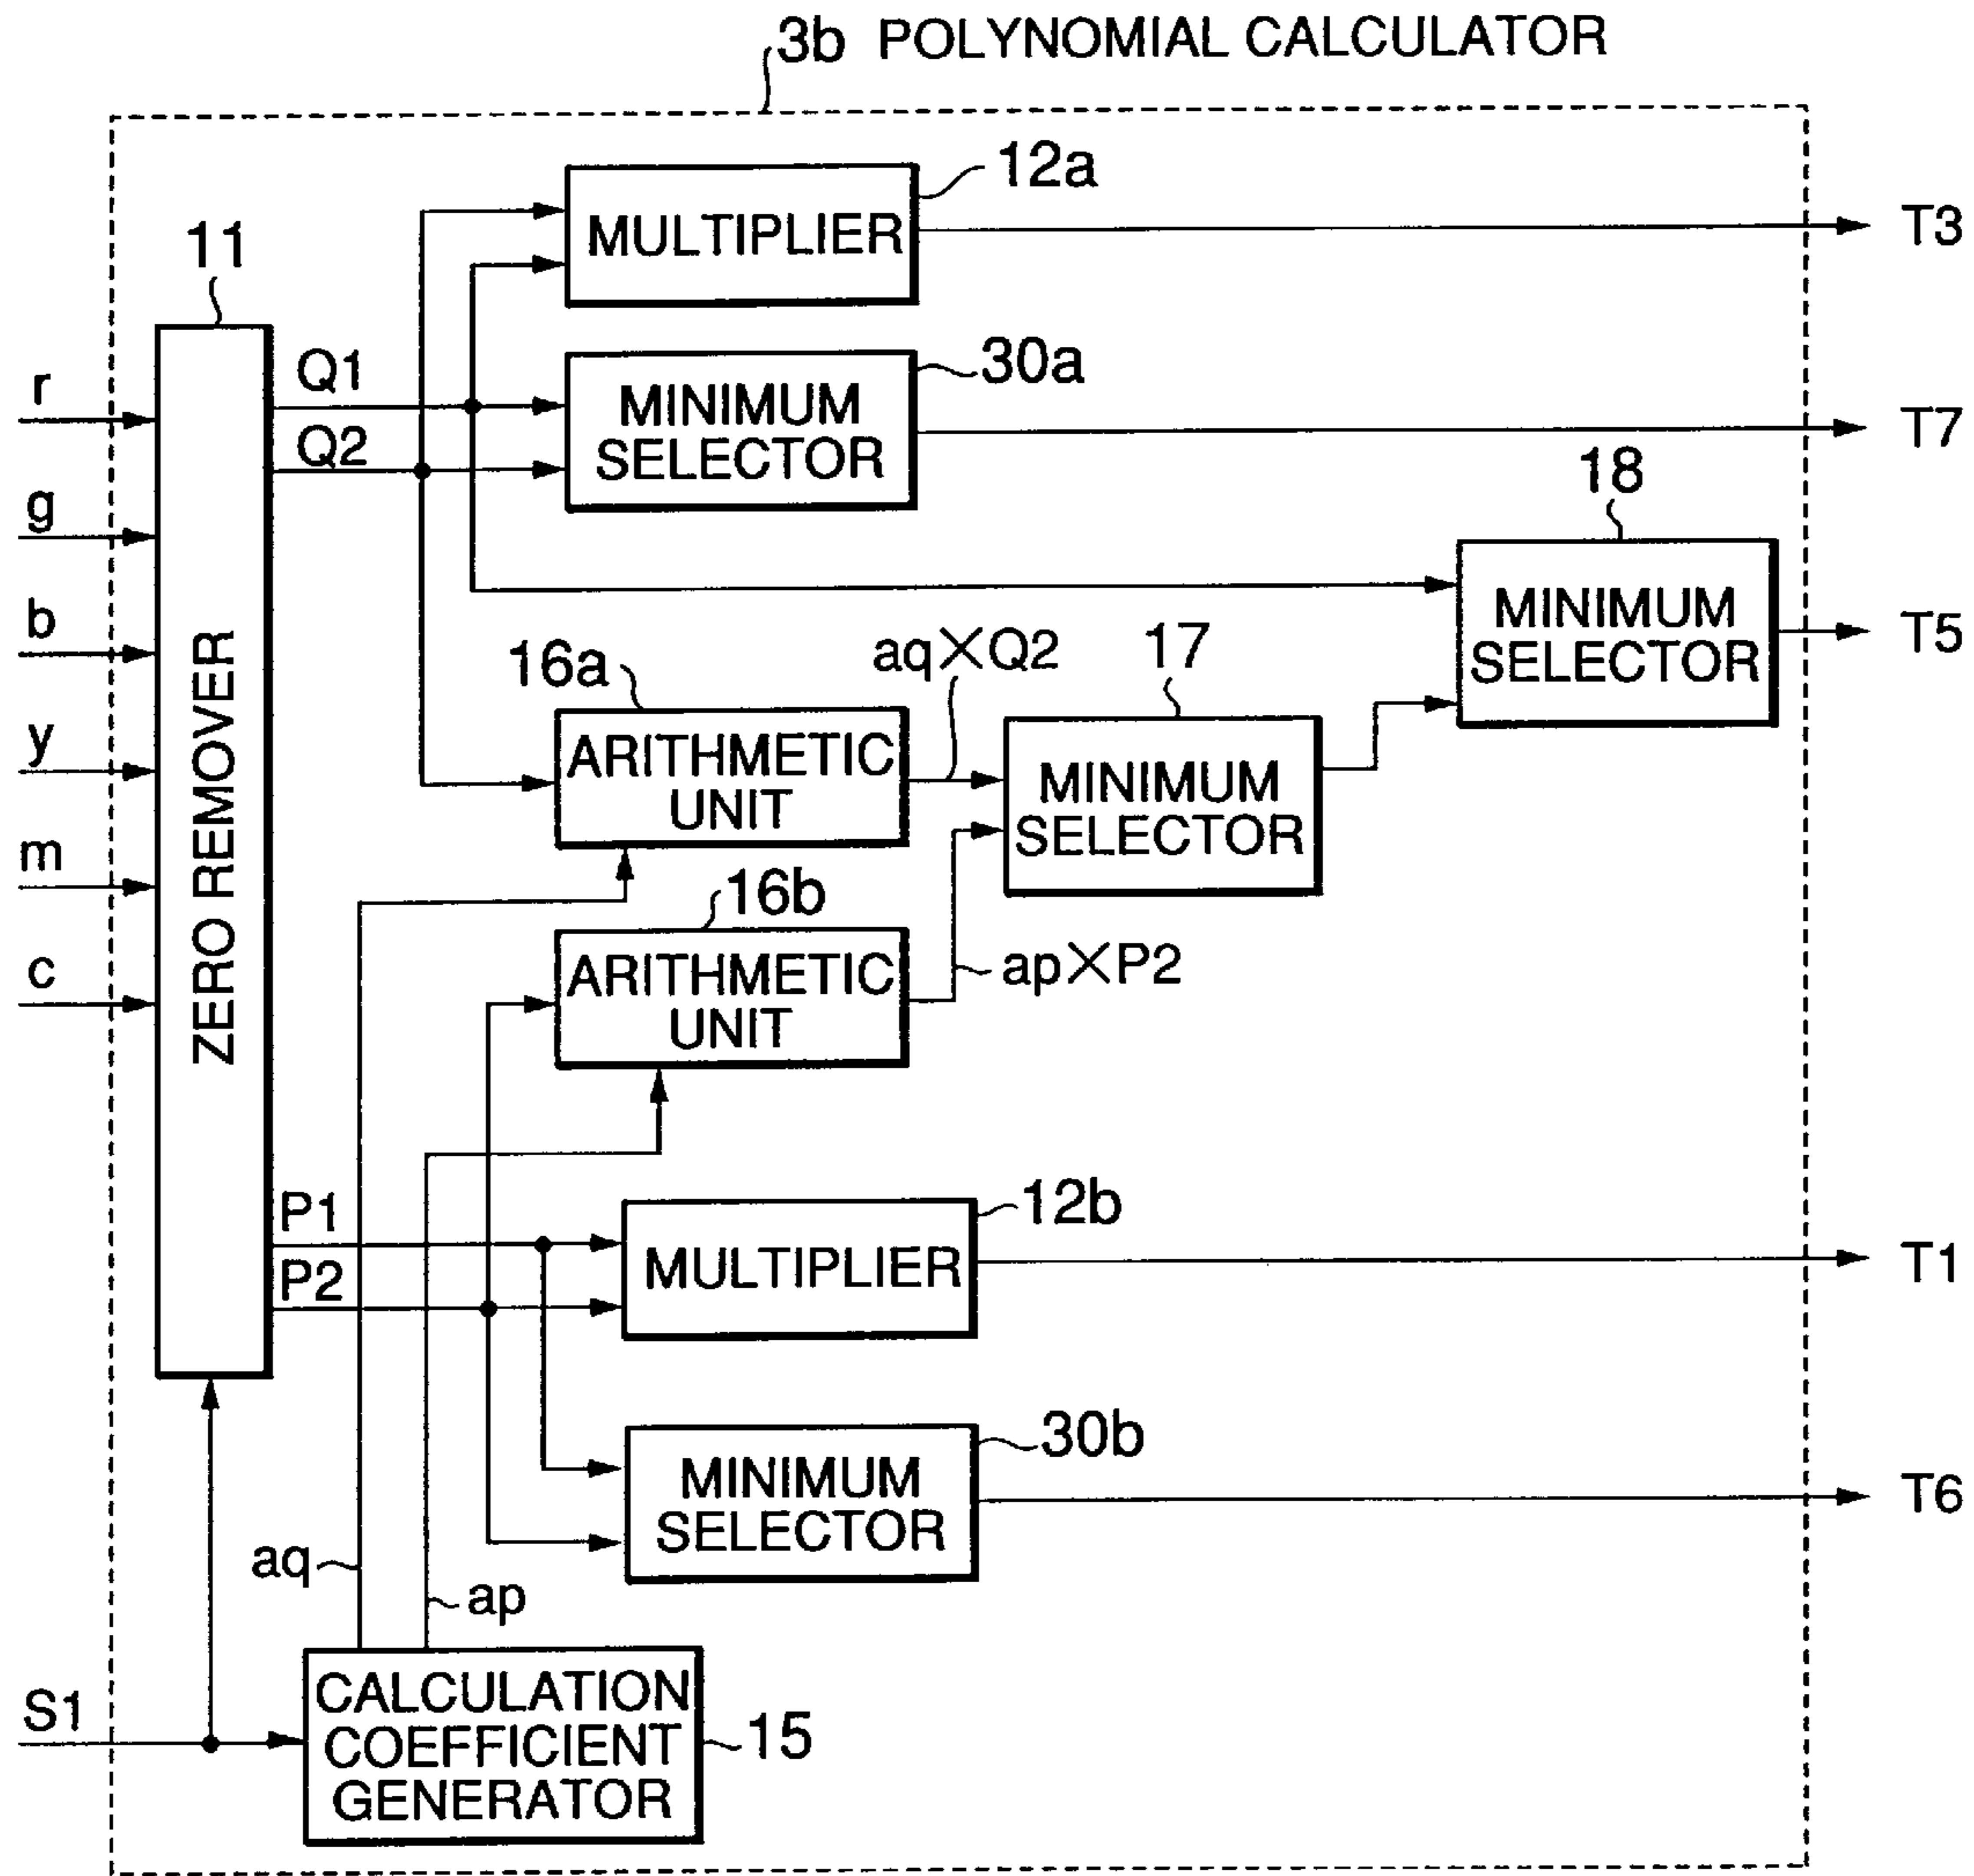 3b POLYNOMIAL CALCULATOR
12a
MULTIPLIER
T3
11
r
Q1
30a
MINIMUM
SELECTOR
T7
Q2
g
18
b
MINIMUM
SELECTOR
T5
16a
aq×Q2
17
y
ARITHMETIC
UNIT
MINIMUM
SELECTOR
ZERO REMOVER
m
16b
c
ARITHMETIC
UNIT
ap×P2
P1
12b
MULTIPLIER
T1
P2
30b
MINIMUM
SELECTOR
T6
aq
ap
S1
CALCULATION
COEFFICIENT
GENERATOR
15